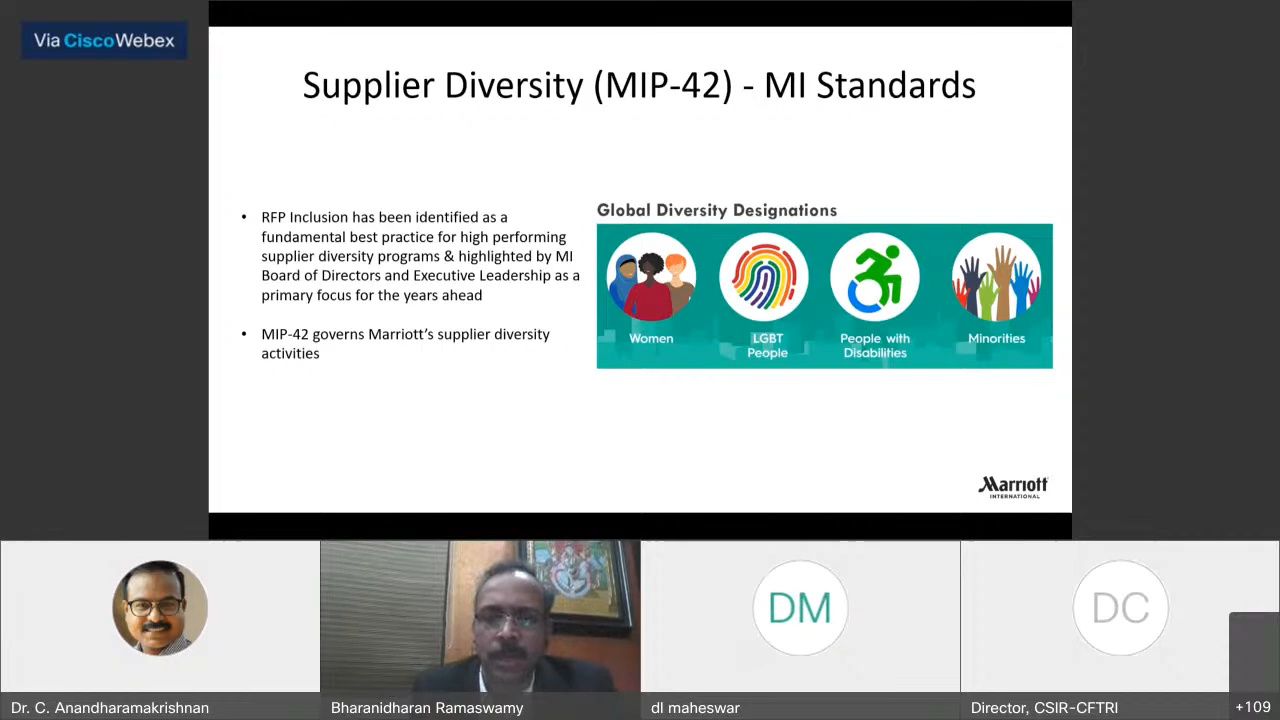 Via Cisco Webex
Supplier Diversity (MIP-42) - MI Standards
• RFP Inclusion has been identified as a
fundamental best practice for high performing
supplier diversity programs & highlighted by MI
Board of Directors and Executive Leadership as a
primary focus for the years ahead
• MIP-42 governs Marriott's supplier diversity
activities
Global Diversity Designations
Women
LGBT
People
People with
Disabilities
Minorities
Marriott
INTERNATIONAL
DM
DC
Dr. C. Anandharamakrishnan
Bharanidharan Ramaswamy
dl maheswar
Director, CSIR-CFTRI
+109